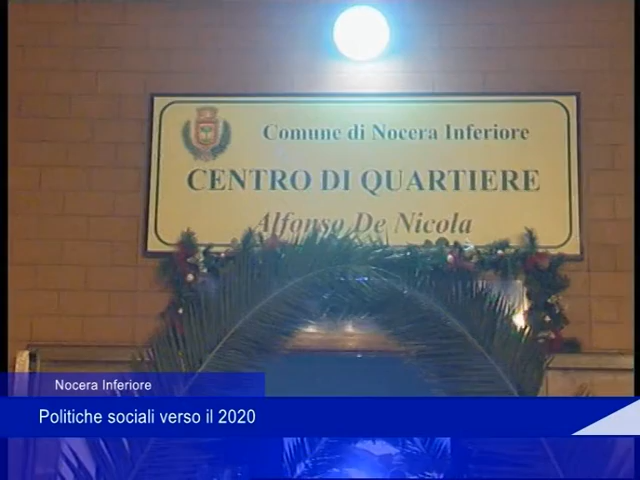 Comune di Nocera Inferiore
CENTRO DI QUARTIERE
Alfonso De Nicola
Nocera Inferiore
Politiche sociali verso il 2020